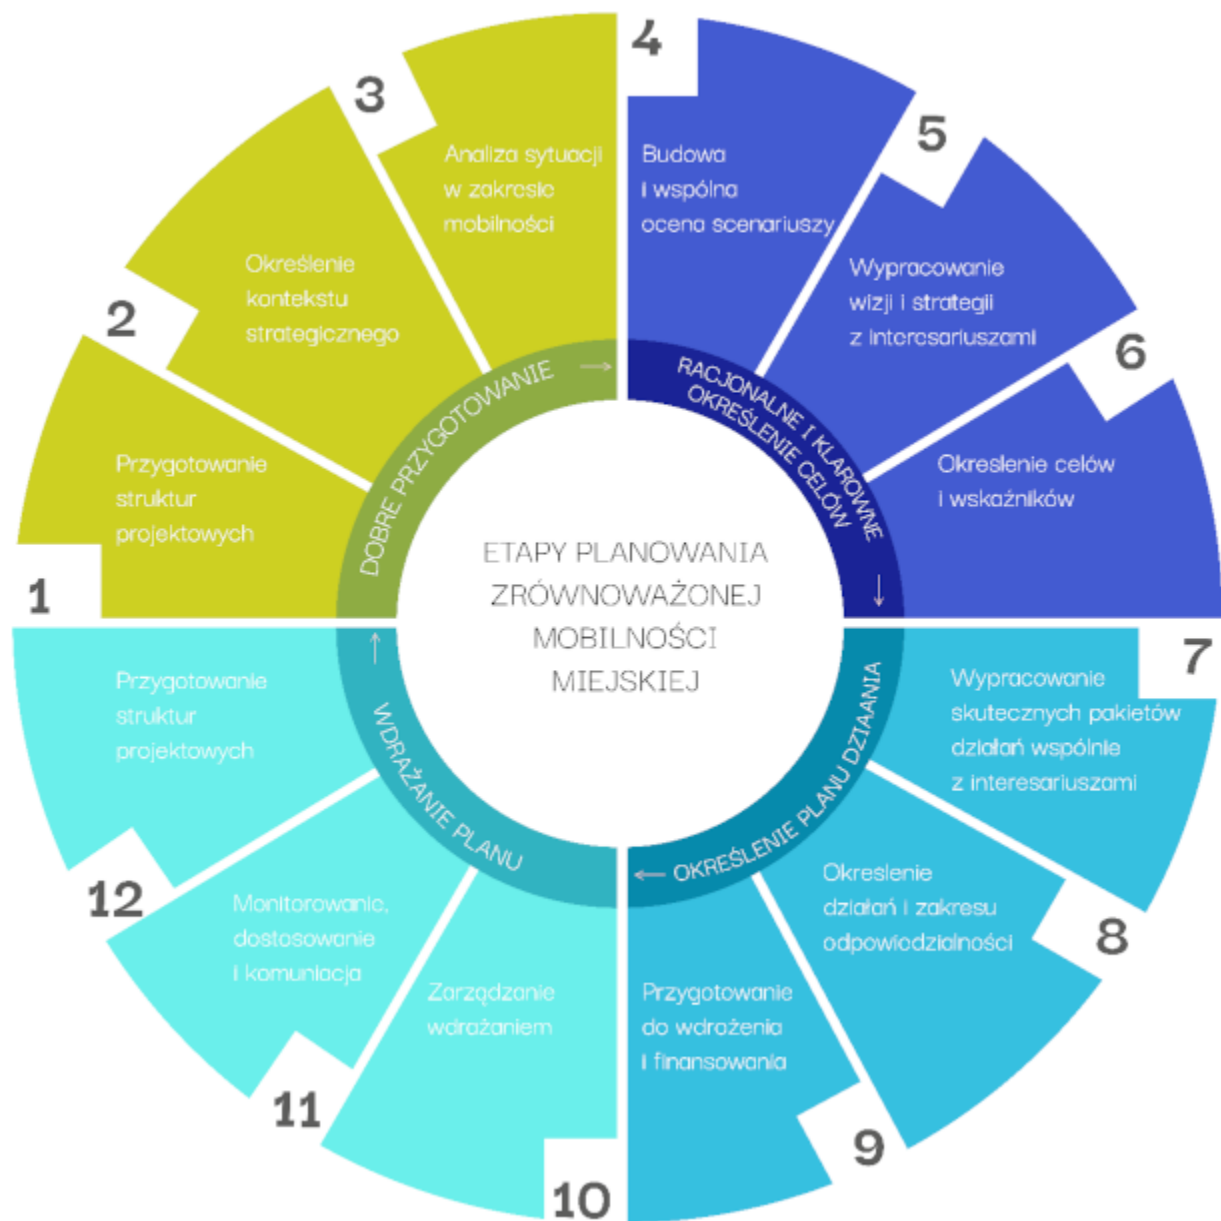 ETAPY PLANOWANIA
ZRÓWNOWAŻONEJ
MOBILNOŚCI
MIEJSKIEJ
DOBRE PRZYGOTOWANIE
1
Przygotowanie
struktur
projektowych
2
Określenie
kontekstu
strategicznego
3
Analiza sytuacji
w zakresie
mobilności
RACJONALNE I KLAROWNE
OKREŚLENIE CELÓW
4
Budowa
i wspólna
ocena scenariuszy
5
Wypracowanie
wizji i strategii
z interesariuszami
6
Okreslenie celów
i wskaźników
OKREŚLENIE PLANU DZIAANIA
7
Wypracowanie
skutecznych pakietów
działań wspólnie
z interesariuszami
8
Okreslenie
działań i zakresu
odpowiedzialności
9
Przygotowanie
do wdrożenia
i finansowania
WDRAŻANIE PLANU
10
Zarządzanie
wdrażaniem
11
Monitorowanie,
dostosowanie
i komuniacja
12
Przygotowanie
struktur
projektowych